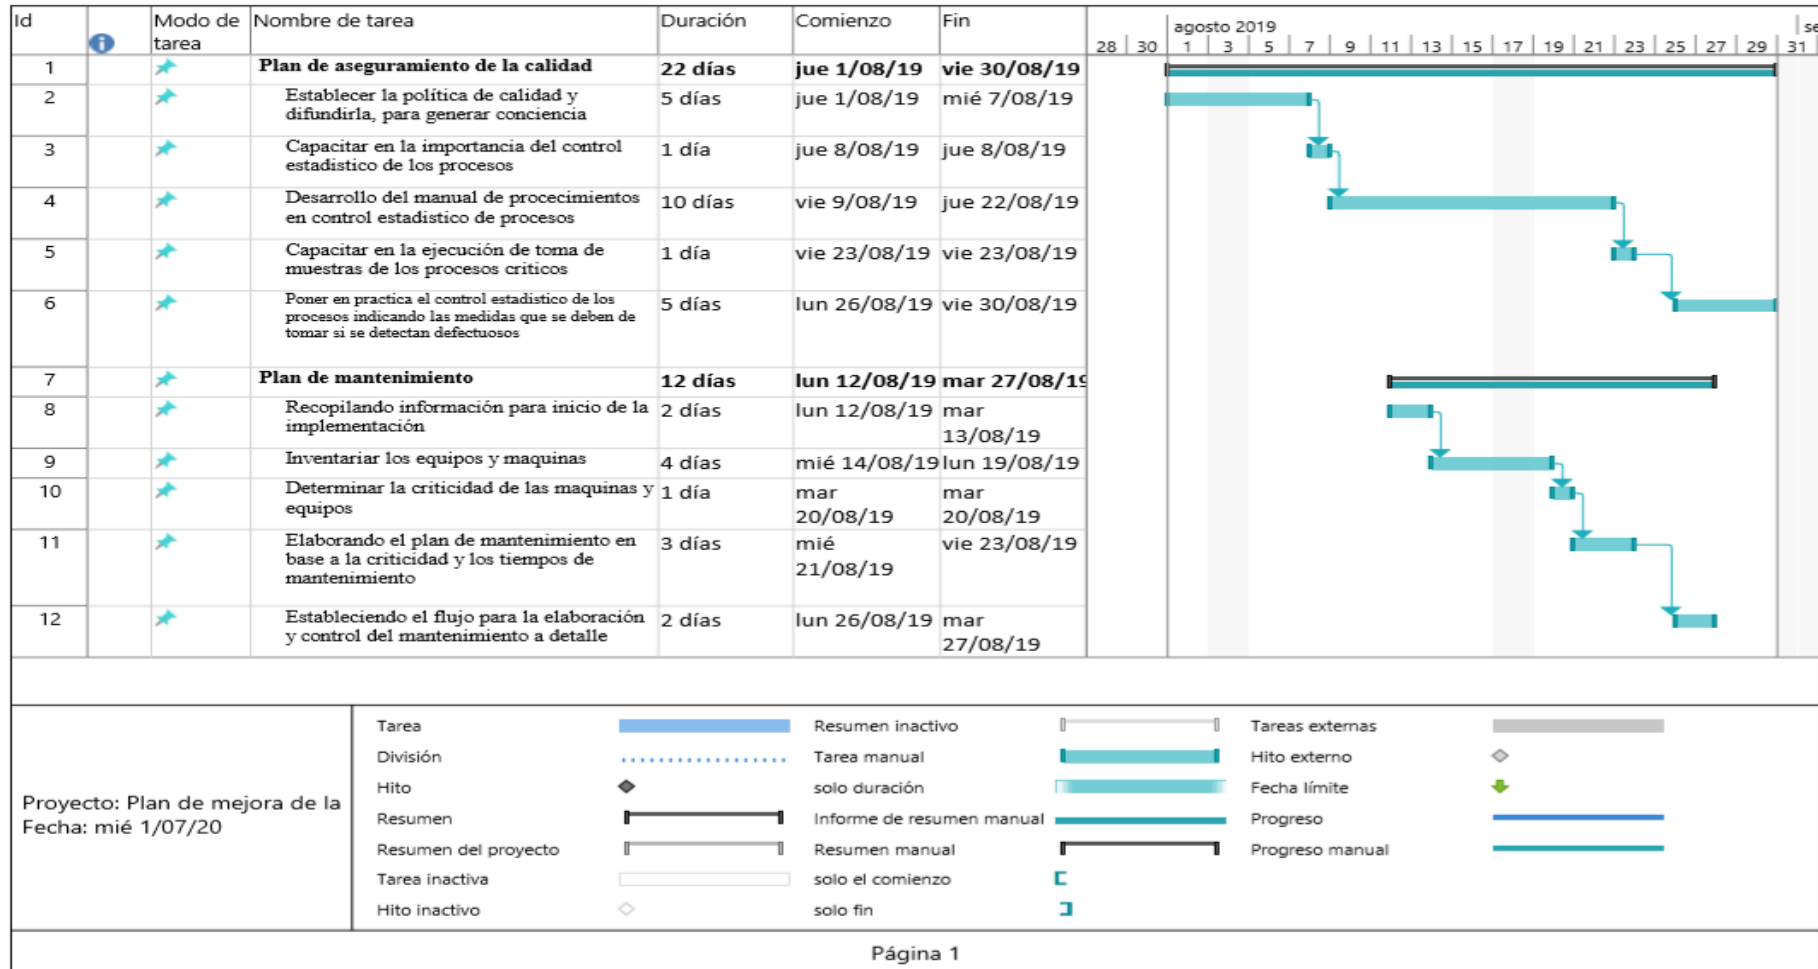 Id Modo de tarea Nombre de tarea Duración Comienzo Fin
agosto 2019 se
28 30 1 3 5 7 9 11 13 15 17 19 21 23 25 27 29 31
1 Plan de aseguramiento de la calidad 22 días jue 1/08/19 vie 30/08/19
2 Establecer la política de calidad y 5 días jue 1/08/19 mié 7/08/19
difundirla, para generar conciencia
3 Capacitar en la importancia del control 1 día jue 8/08/19 jue 8/08/19
estadistico de los procesos
4 Desarrollo del manual de procecimientos 10 días vie 9/08/19 jue 22/08/19
en control estadistico de procesos
5 Capacitar en la ejecución de toma de 1 día vie 23/08/19 vie 23/08/19
muestras de los procesos criticos
6 Poner en practica el control estadistico de los 5 días lun 26/08/19 vie 30/08/19
procesos indicando las medidas que se deben de
tomar si se detectan defectuosos
7 Plan de mantenimiento 12 días lun 12/08/19 mar 27/08/19
8 Recopilando información para inicio de la 2 días lun 12/08/19 mar
implementación 13/08/19
9 Inventariar los equipos y maquinas 4 días mié 14/08/19 lun 19/08/19
10 Determinar la criticidad de las maquinas y 1 día mar mar
equipos 20/08/19 20/08/19
11 Elaborando el plan de mantenimiento en 3 días mié vie 23/08/19
base a la criticidad y los tiempos de 21/08/19
mantenimiento
12 Estableciendo el flujo para la elaboración 2 días lun 26/08/19 mar
y control del mantenimiento a detalle 27/08/19
Proyecto: Plan de mejora de la
Fecha: mié 1/07/20
Tarea Resumen inactivo Tareas externas
División Tarea manual Hito externo
Hito solo duración Fecha límite
Resumen Informe de resumen manual Progreso
Resumen del proyecto Resumen manual Progreso manual
Tarea inactiva solo el comienzo
Hito inactivo solo fin
Página 1